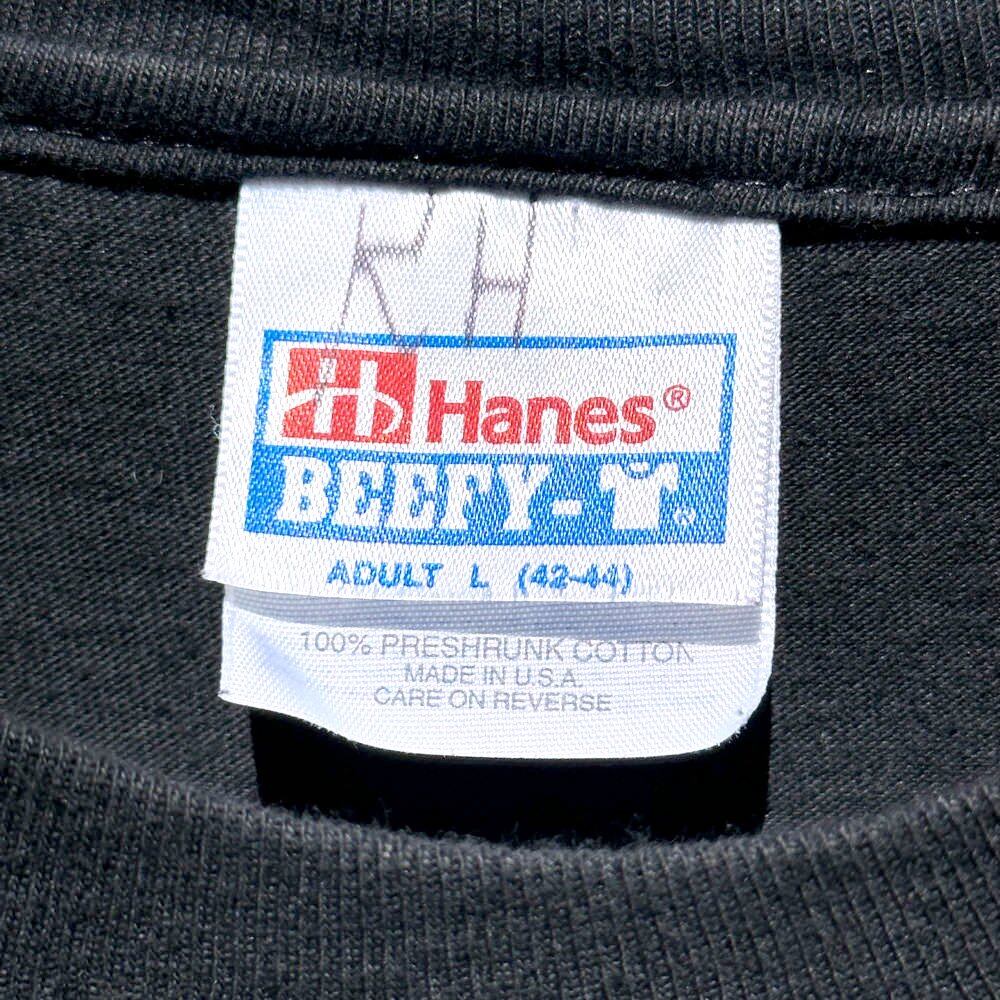 RH
Hanes®
BEEFY-T®
ADULT L (42-44)
100% PRESHRUNK COTTON
MADE IN U.S.A.
CARE ON REVERSE